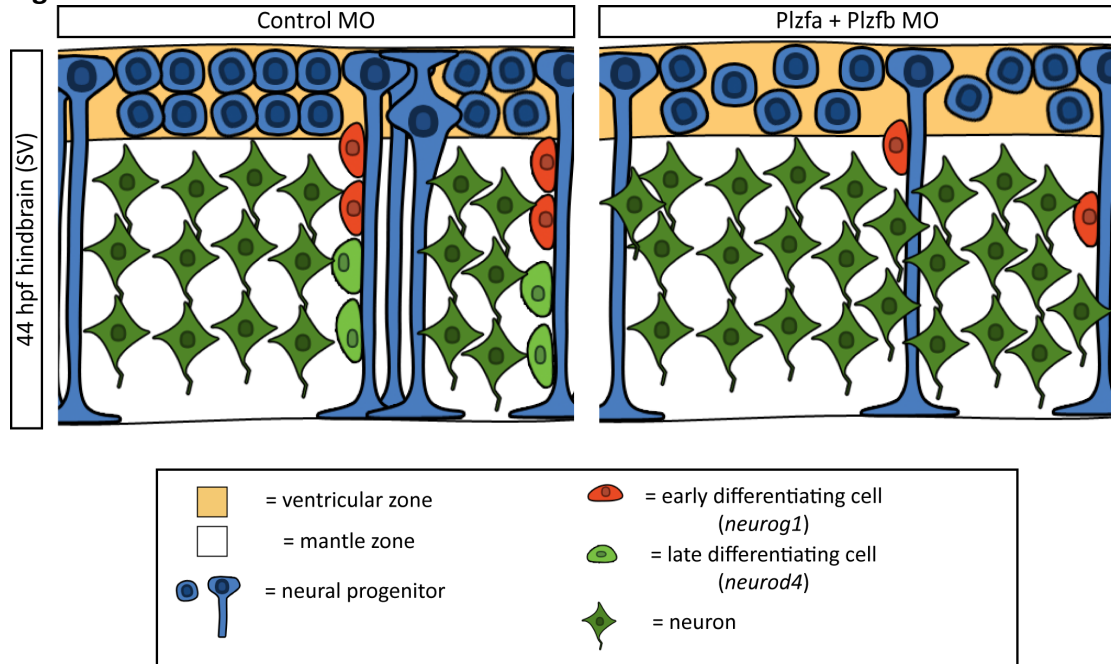 Control MO
Plzfa + Plzfb MO
44 hpf hindbrain (SV)
= ventricular zone
= mantle zone
= neural progenitor
= early differentiating cell
(neurog1)
= late differentiating cell
(neurod4)
= neuron